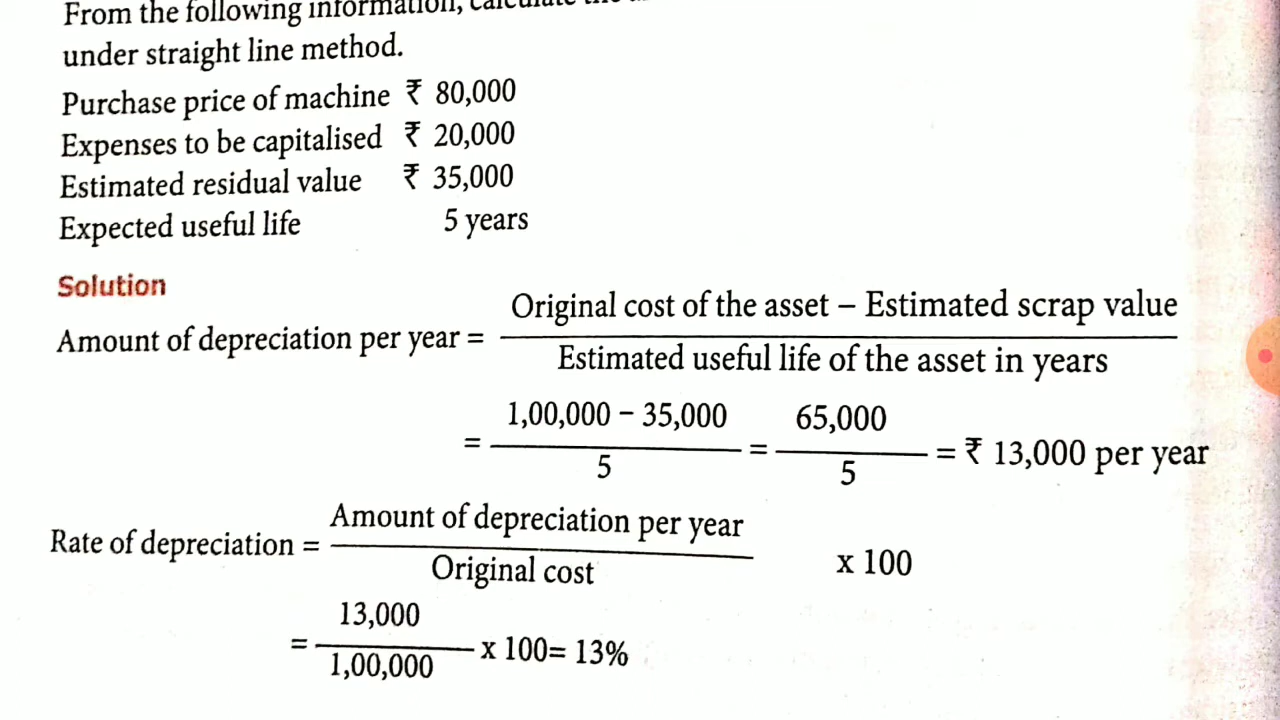 From the following information,
under straight line method.
Purchase price of machine ₹ 80,000
Expenses to be capitalised ₹ 20,000
Estimated residual value ₹ 35,000
Expected useful life 5 years
Solution
Amount of depreciation per year = Original cost of the asset – Estimated scrap value
Estimated useful life of the asset in years
= 1,00,000 – 35,000 / 5 = 65,000 / 5 = ₹ 13,000 per year
Rate of depreciation = Amount of depreciation per year / Original cost x 100
= 13,000 / 1,00,000 x 100= 13%